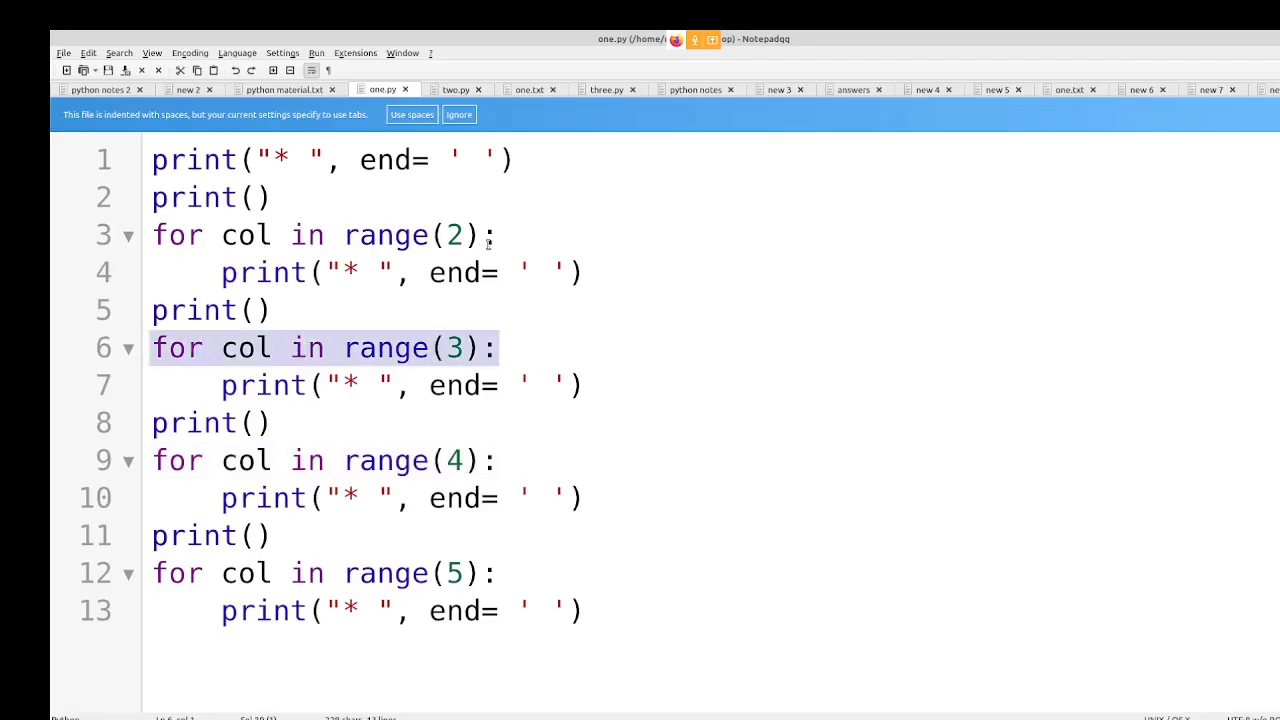 one.py (/home/ op) - Notepadqq
File Edit Search View Encoding Language Settings Run Extensions Window ?
python notes 2 new 2 python material.txt one.py two.py one.txt three.py python notes new 3 answers new 4 new 5 one.txt new 6 new 7
This file is indented with spaces, but your current settings specify to use tabs. Use spaces Ignore
1 print("* ", end= ' ')
2 print()
3 for col in range(2):
4 print("* ", end= ' ')
5 print()
6 for col in range(3):
7 print("* ", end= ' ')
8 print()
9 for col in range(4):
10 print("* ", end= ' ')
11 print()
12 for col in range(5):
13 print("* ", end= ' ')